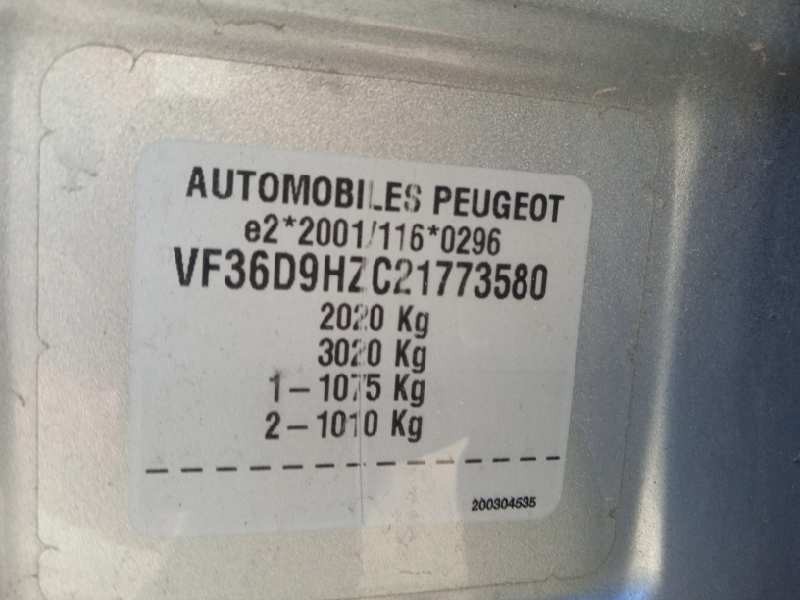 AUTOMOBILES PEUGEOT
e2*2001/116*0296
VF36D9HZC21773580
2020 Kg
3020 Kg
1-1075 Kg
2-1010 Kg
200304535